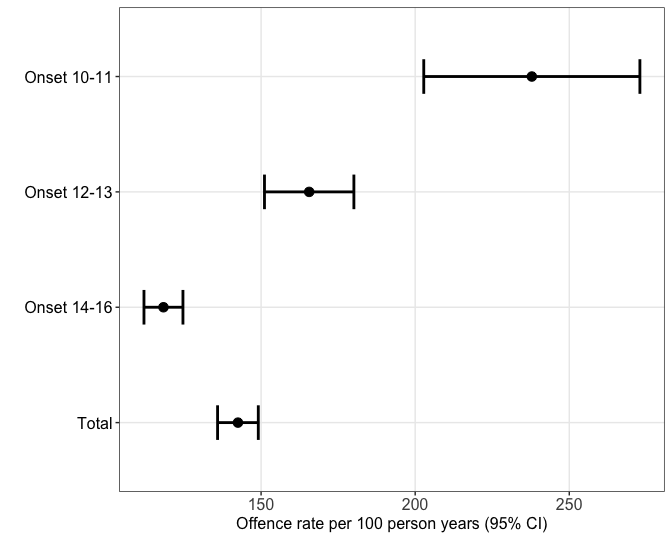 Onset 10-11
Onset 12-13
Onset 14-16
Total
150 200 250
Offence rate per 100 person years (95% CI)